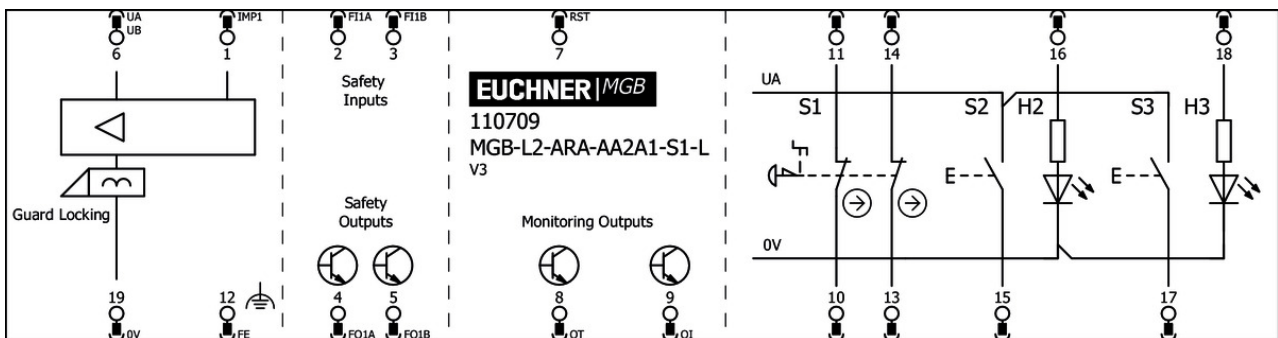 UA IMP1 FI1A FI1B RST
UB
6 1 2 3 7 11 14 16 18
Safety
Inputs
EUCHNER MGB
110709
MGB-L2-ARA-AA2A1-S1-L
V3
UA
S1 S2 H2 S3 H3
E E
Guard Locking
Safety
Outputs
Monitoring Outputs
0V
19 12 4 5 8 9 10 13 15 17
0V FE FO1A FO1B OT OI